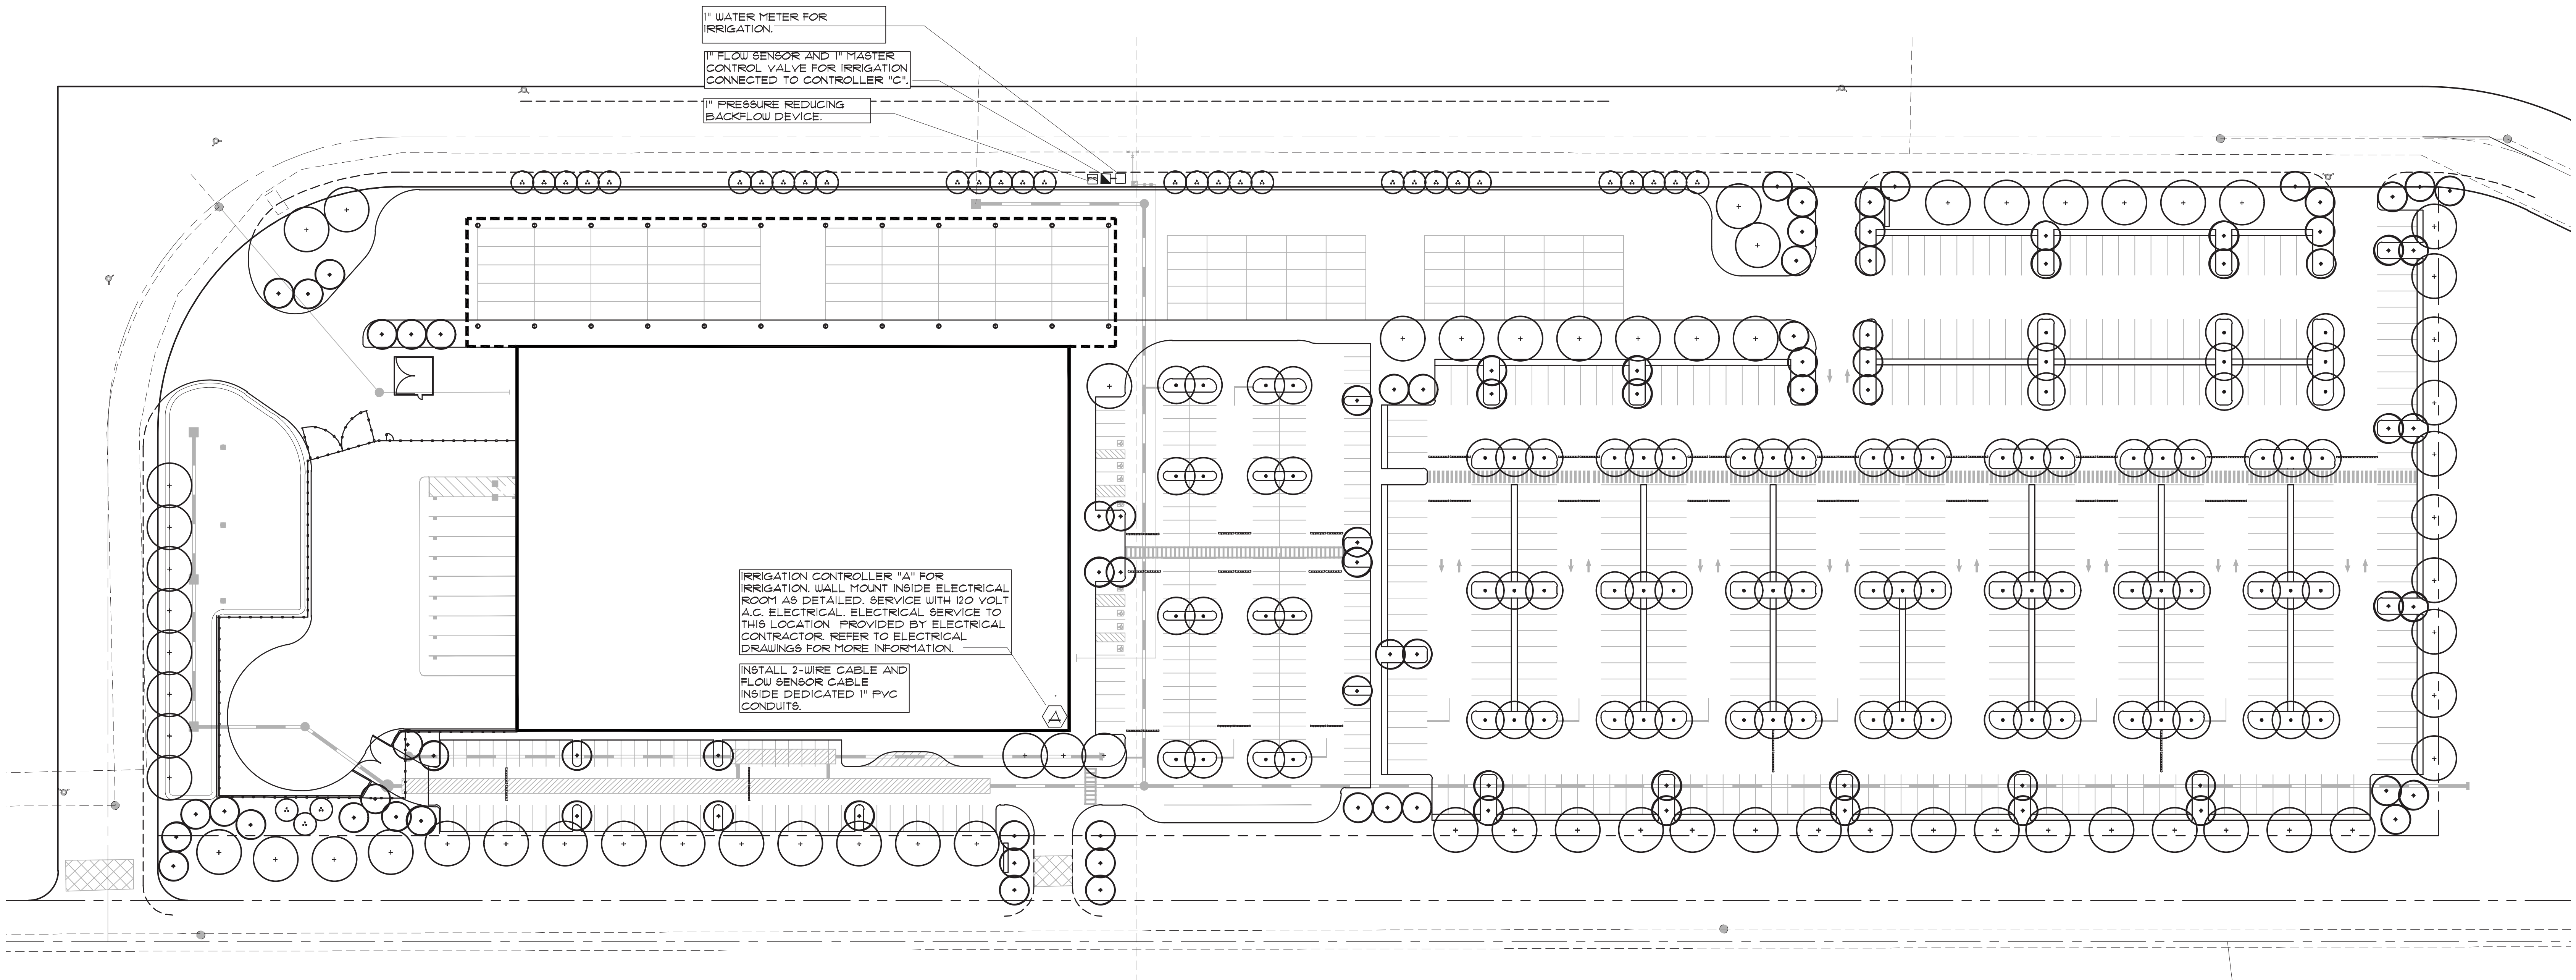 1" WATER METER FOR
IRRIGATION.
1" FLOW SENSOR AND 1" MASTER
CONTROL VALVE FOR IRRIGATION
CONNECTED TO CONTROLLER "C".
1" PRESSURE REDUCING
BACKFLOW DEVICE.
IRRIGATION CONTROLLER "A" FOR
IRRIGATION. WALL MOUNT INSIDE ELECTRICAL
ROOM AS DETAILED. SERVICE WITH 120 VOLT
A.C. ELECTRICAL. ELECTRICAL SERVICE TO
THIS LOCATION PROVIDED BY ELECTRICAL
CONTRACTOR. REFER TO ELECTRICAL
DRAWINGS FOR MORE INFORMATION.
INSTALL 2-WIRE CABLE AND
FLOW SENSOR CABLE
INSIDE DEDICATED 1" PVC
CONDUITS.
A